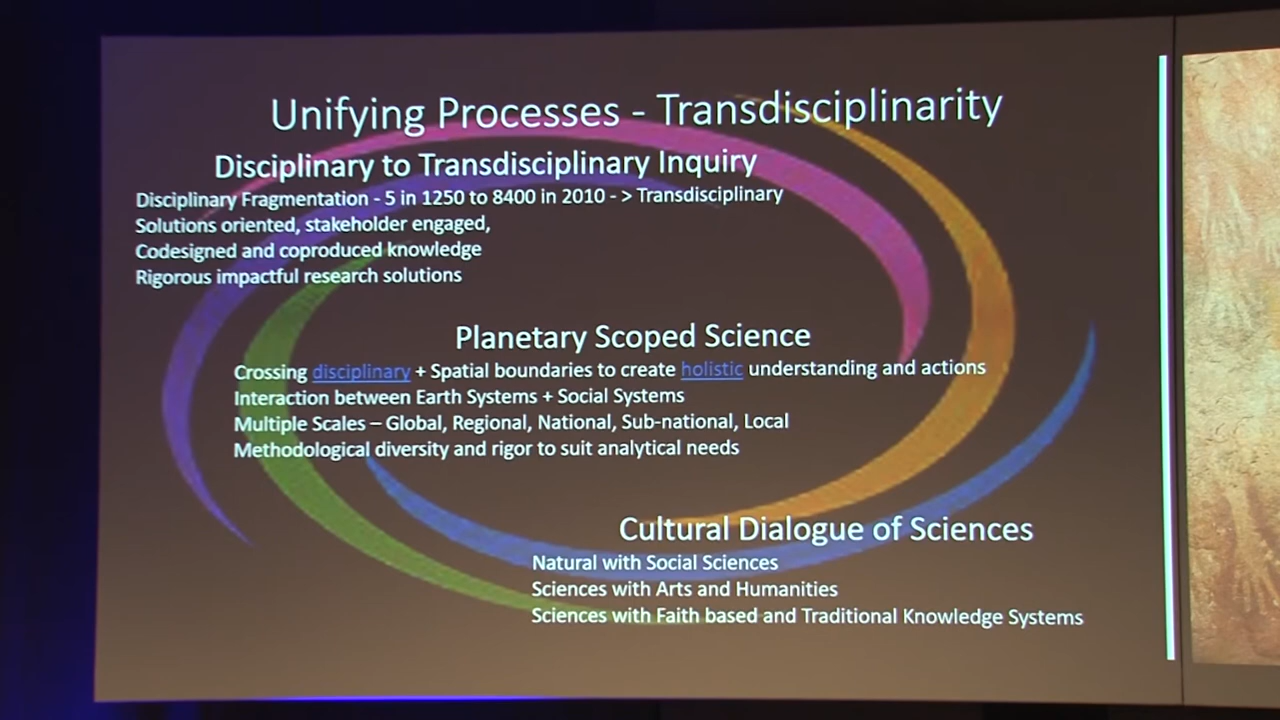 Unifying Processes - Transdisciplinarity
Disciplinary to Transdisciplinary Inquiry
Disciplinary Fragmentation - 5 in 1250 to 8400 in 2010 - > Transdisciplinary
Solutions oriented, stakeholder engaged,
Codesigned and coproduced knowledge
Rigorous impactful research solutions
Planetary Scoped Science
Crossing disciplinary + Spatial boundaries to create holistic understanding and actions
Interaction between Earth Systems + Social Systems
Multiple Scales – Global, Regional, National, Sub-national, Local
Methodological diversity and rigor to suit analytical needs
Cultural Dialogue of Sciences
Natural with Social Sciences
Sciences with Arts and Humanities
Sciences with Faith based and Traditional Knowledge Systems